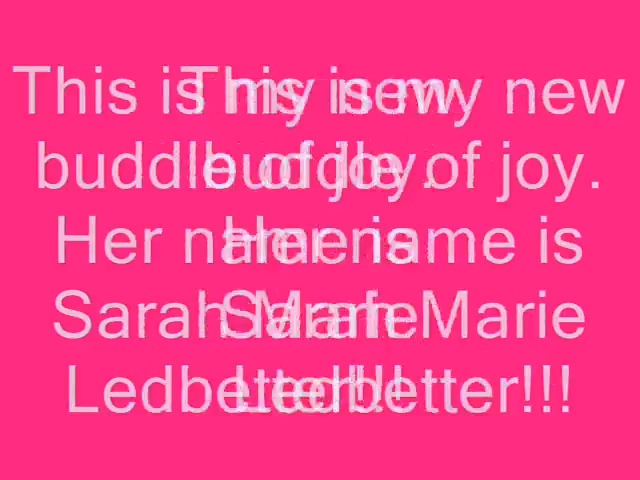 This is my new
buddle of joy.
Her name is
Sarah Marie
Ledbetter!!!